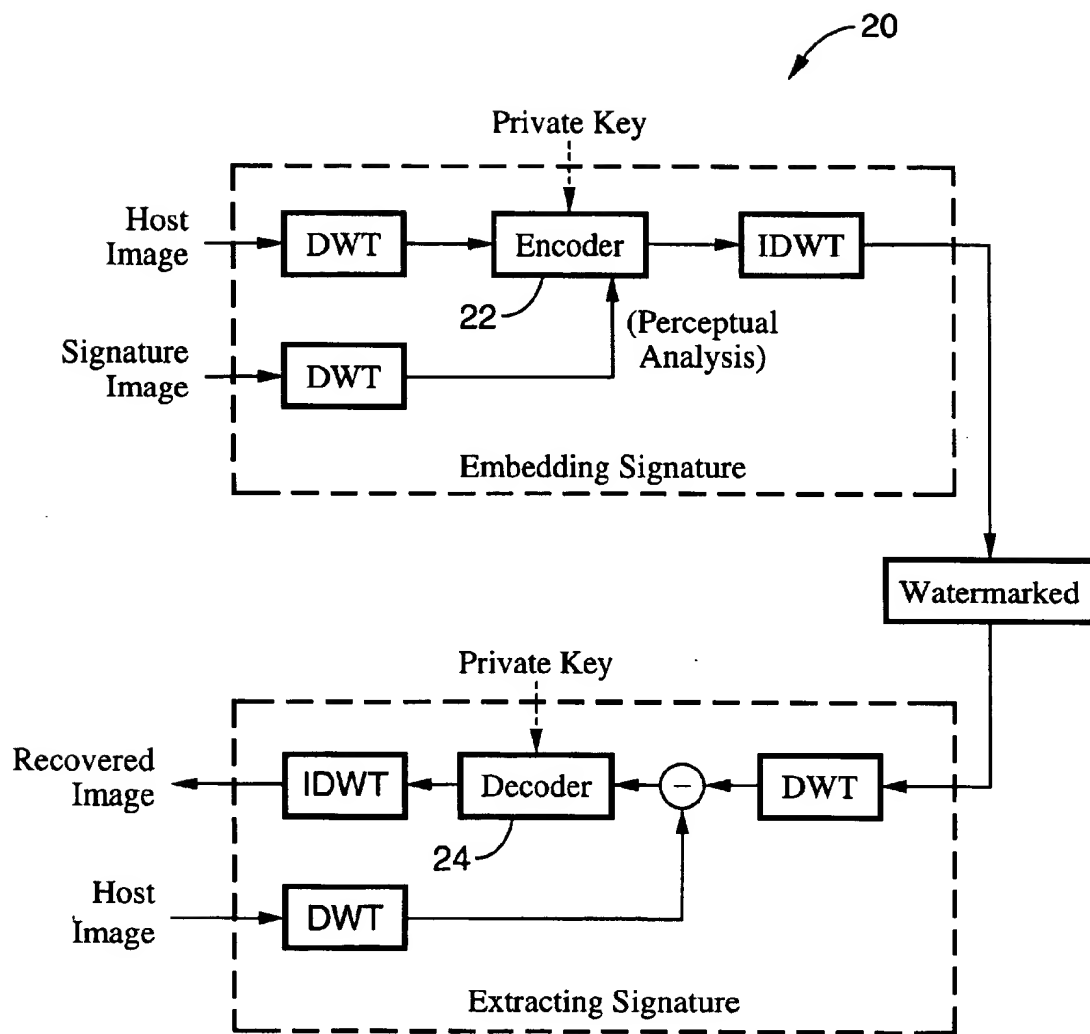 20
Private Key
Host
Image
DWT
Encoder
IDWT
22
(Perceptual
Analysis)
Signature
Image
DWT
Embedding Signature
Watermarked
Private Key
Recovered
Image
IDWT
Decoder
−
DWT
24
Host
Image
DWT
Extracting Signature